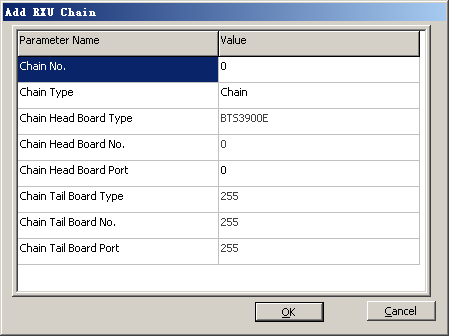 Add RXU Chain
Parameter Name Value
Chain No. 0
Chain Type Chain
Chain Head Board Type BTS3900E
Chain Head Board No. 0
Chain Head Board Port 0
Chain Tail Board Type 255
Chain Tail Board No. 255
Chain Tail Board Port 255
OK Cancel